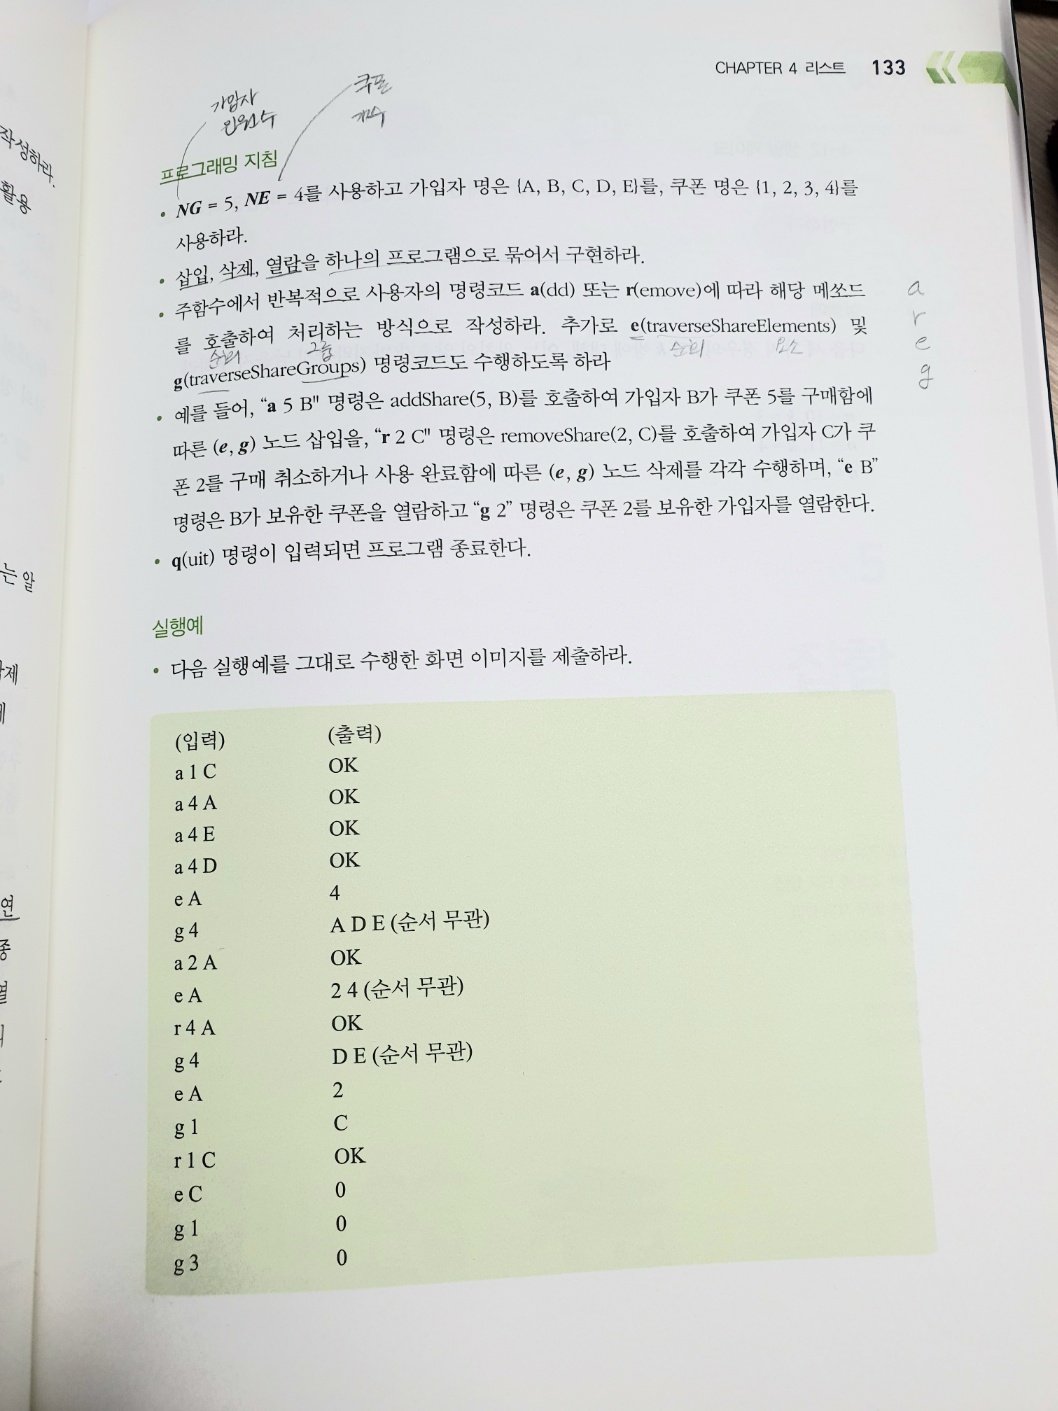 CHAPTER 4 리스트 133
가입자
인원수
쿠폰
개수
프로그래밍 지침
• NG = 5, NE = 4를 사용하고 가입자 명은 {A, B, C, D, E}를, 쿠폰 명은 {1, 2, 3, 4}를
사용하라.
• 삽입, 삭제, 열람을 하나의 프로그램으로 묶어서 구현하라.
• 주함수에서 반복적으로 사용자의 명령코드 a(dd) 또는 r(emove)에 따라 해당 메쏘드
를 호출하여 처리하는 방식으로 작성하라. 추가로 e(traverseShareElements) 및
순회 그룹 순회 요소
g(traverseShareGroups) 명령코드도 수행하도록 하라
a
r
e
g
• 예를 들어, “a 5 B" 명령은 addShare(5, B)를 호출하여 가입자 B가 쿠폰 5를 구매함에
따른 (e, g) 노드 삽입을, “r 2 C" 명령은 removeShare(2, C)를 호출하여 가입자 C가 쿠
폰 2를 구매 취소하거나 사용 완료함에 따른 (e, g) 노드 삭제를 각각 수행하며, “e B”
명령은 B가 보유한 쿠폰을 열람하고 “g 2” 명령은 쿠폰 2를 보유한 가입자를 열람한다.
• q(uit) 명령이 입력되면 프로그램 종료한다.
실행예
• 다음 실행예를 그대로 수행한 화면 이미지를 제출하라.
(입력) (출력)
a 1 C OK
a 4 A OK
a 4 E OK
a 4 D OK
e A 4
g 4 A D E (순서 무관)
a 2 A OK
e A 2 4 (순서 무관)
r 4 A OK
g 4 D E (순서 무관)
e A 2
g 1 C
r 1 C OK
e C 0
g 1 0
g 3 0
작성하라.
활용
는 알
연